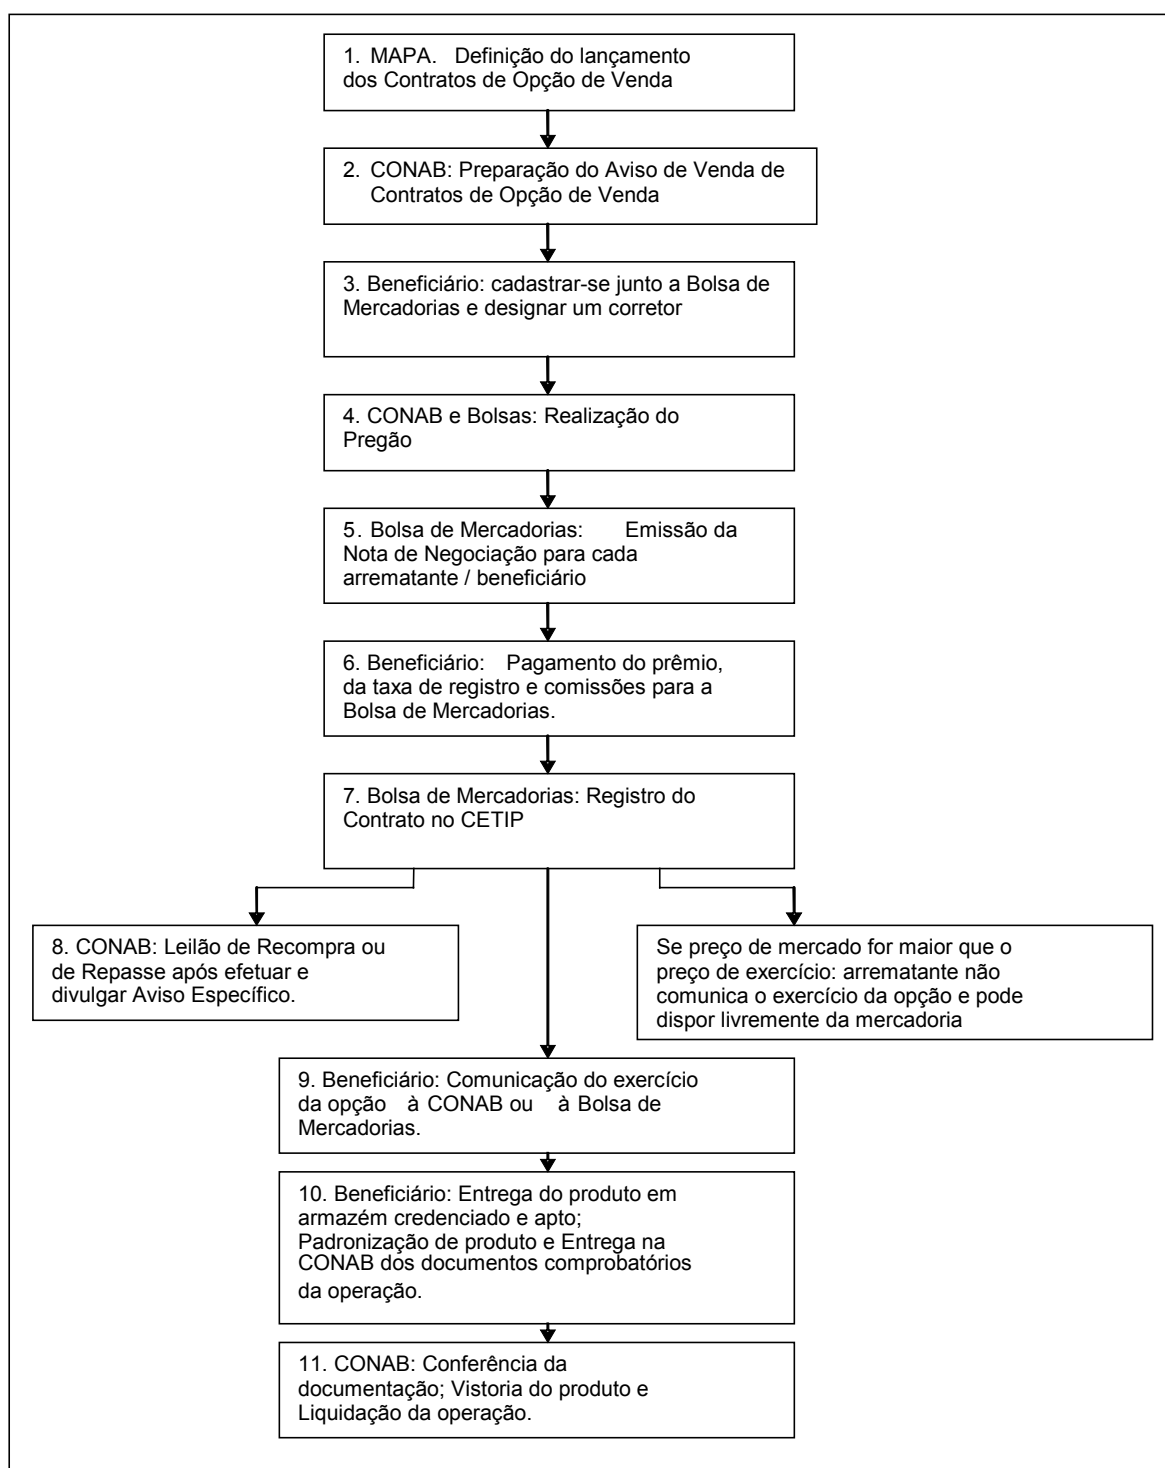 1. MAPA. Definição do lançamento
dos Contratos de Opção de Venda
2. CONAB: Preparação do Aviso de Venda de
Contratos de Opção de Venda
3. Beneficiário: cadastrar-se junto a Bolsa de
Mercadorias e designar um corretor
4. CONAB e Bolsas: Realização do
Pregão
5. Bolsa de Mercadorias: Emissão da
Nota de Negociação para cada
arrematante / beneficiário
6. Beneficiário: Pagamento do prêmio,
da taxa de registro e comissões para a
Bolsa de Mercadorias.
7. Bolsa de Mercadorias: Registro do
Contrato no CETIP
8. CONAB: Leilão de Recompra ou
de Repasse após efetuar e
divulgar Aviso Específico.
Se preço de mercado for maior que o
preço de exercício: arrematante não
comunica o exercício da opção e pode
dispor livremente da mercadoria
9. Beneficiário: Comunicação do exercício
da opção à CONAB ou à Bolsa de
Mercadorias.
10. Beneficiário: Entrega do produto em
armazém credenciado e apto;
Padronização de produto e Entrega na
CONAB dos documentos comprobatórios
da operação.
11. CONAB: Conferência da
documentação; Vistoria do produto e
Liquidação da operação.